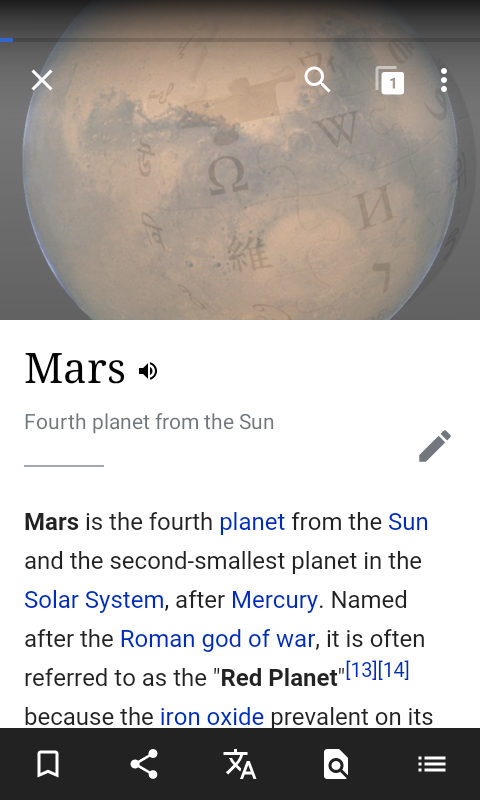 1
W
Ω
И
維
Mars
Fourth planet from the Sun
Mars is the fourth planet from the Sun
and the second-smallest planet in the
Solar System, after Mercury. Named
after the Roman god of war, it is often
referred to as the "Red Planet"[13][14]
because the iron oxide prevalent on its